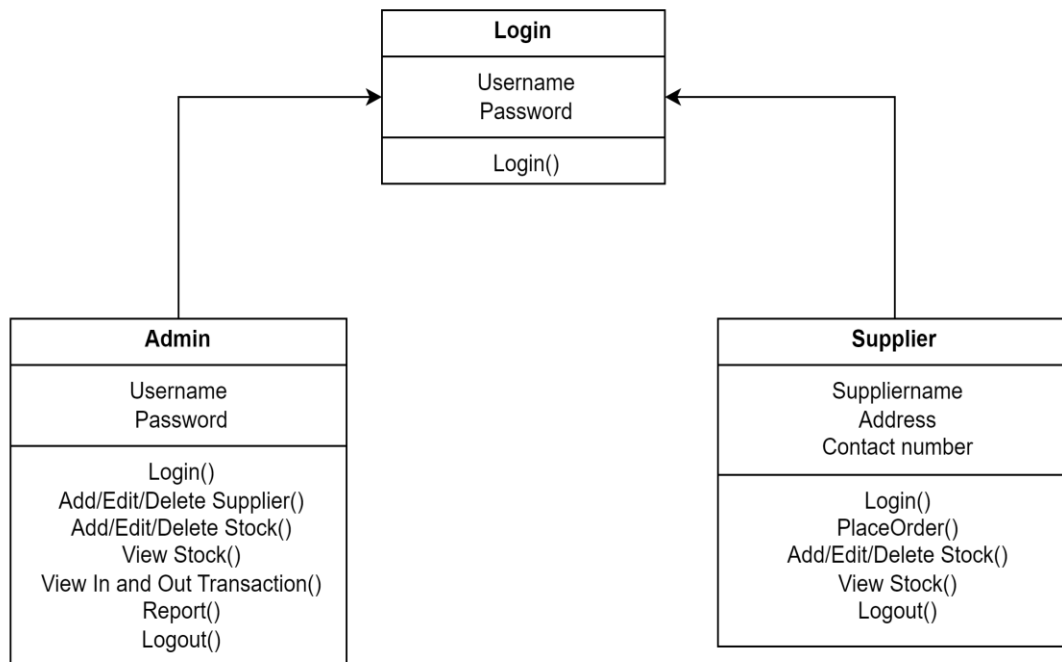 Login
Username
Password
Login()
Admin
Username
Password
Login()
Add/Edit/Delete Supplier()
Add/Edit/Delete Stock()
View Stock()
View In and Out Transaction()
Report()
Logout()
Supplier
Suppliername
Address
Contact number
Login()
PlaceOrder()
Add/Edit/Delete Stock()
View Stock()
Logout()